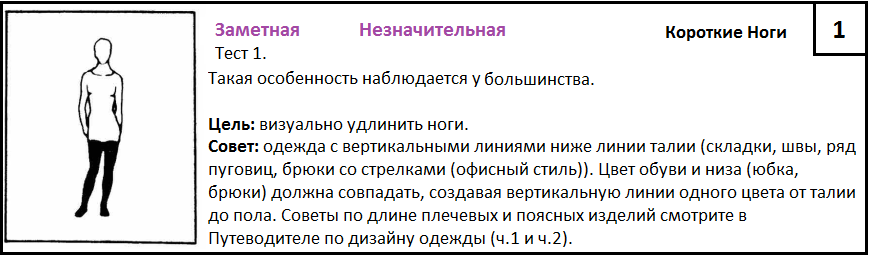 Заметная Незначительная Короткие Ноги 1
Тест 1.
Такая особенность наблюдается у большинства.
Цель: визуально удлинить ноги.
Совет: одежда с вертикальными линиями ниже линии талии (складки, швы, ряд
пуговиц, брюки со стрелками (офисный стиль)). Цвет обуви и низа (юбка,
брюки) должна совпадать, создавая вертикальную линии одного цвета от талии
до пола. Советы по длине плечевых и поясных изделий смотрите в
Путеводителе по дизайну одежды (ч.1 и ч.2).